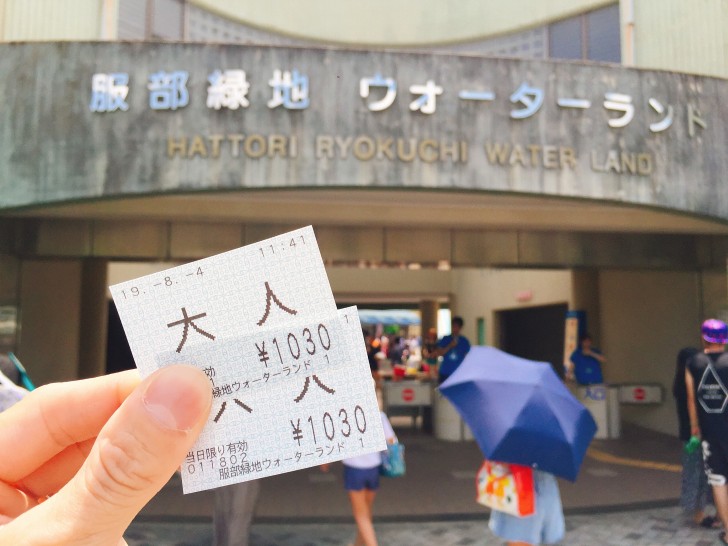 服部緑地 ウォーターランド
HATTORI RYOKUCHI WATER LAND
19.-8.-4 11:41
大人
¥1030
効
緑地ウォーターランド 1
1
大人
¥1030
当日限り有効
011802
服部緑地ウォーターランド 1